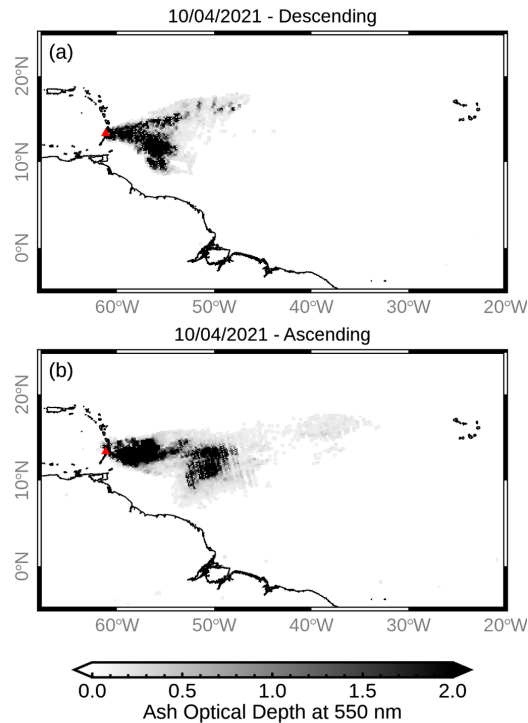 10/04/2021 - Descending
(a)
20°N
10°N
0°N
60°W 50°W 40°W 30°W 20°W
10/04/2021 - Ascending
(b)
20°N
10°N
0°N
60°W 50°W 40°W 30°W 20°W
0.0 0.5 1.0 1.5 2.0
Ash Optical Depth at 550 nm